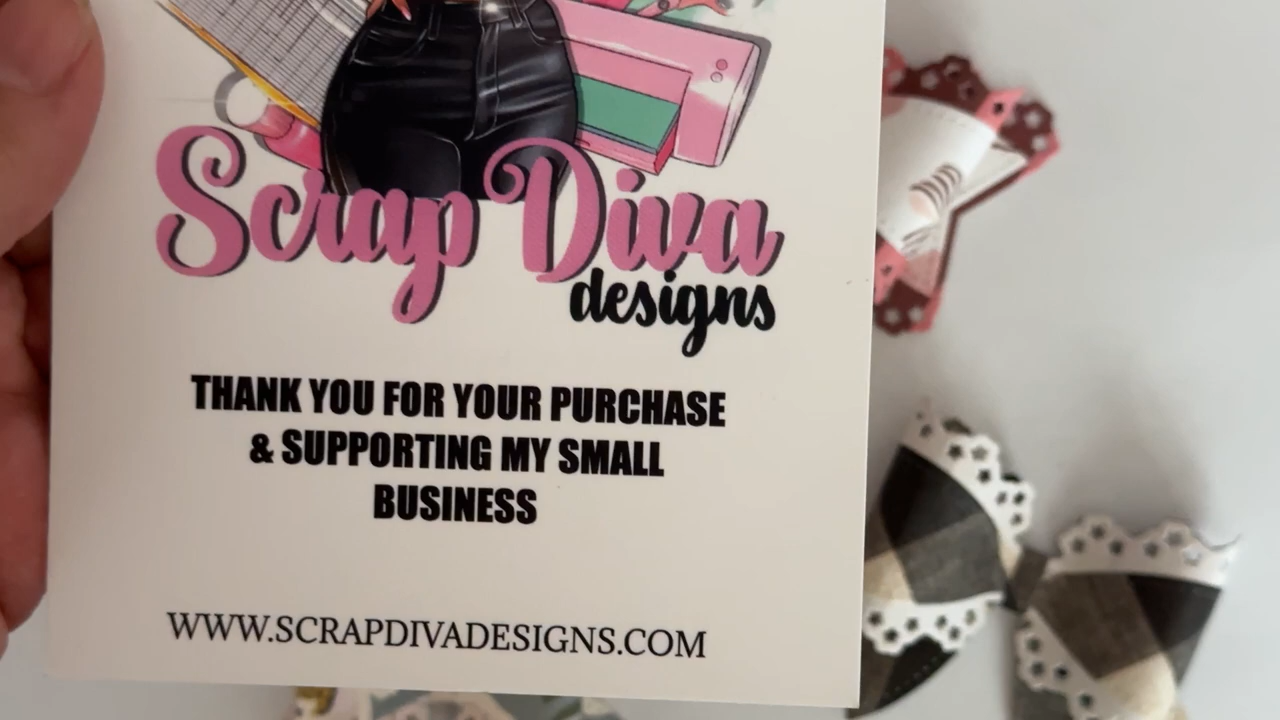 Scrap Diva
designs
THANK YOU FOR YOUR PURCHASE
& SUPPORTING MY SMALL
BUSINESS
WWW.SCRAPDIVADESIGNS.COM